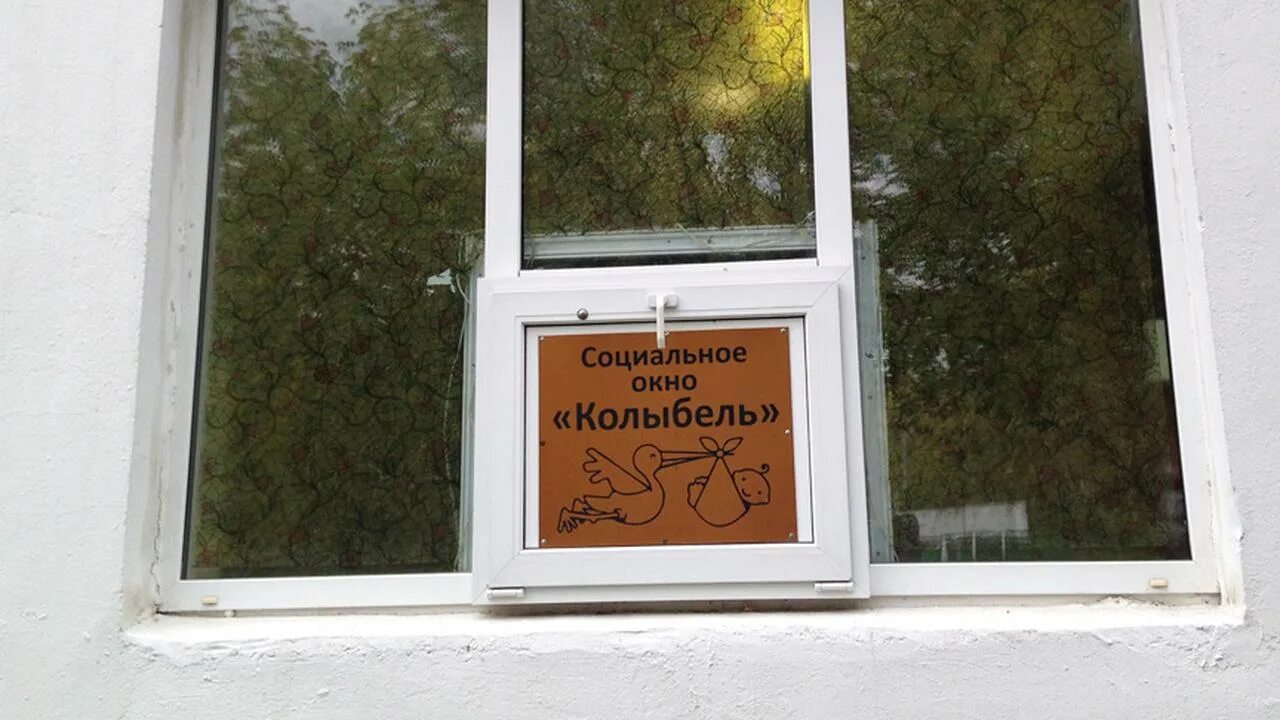 Социальное
окно
«Колыбель»